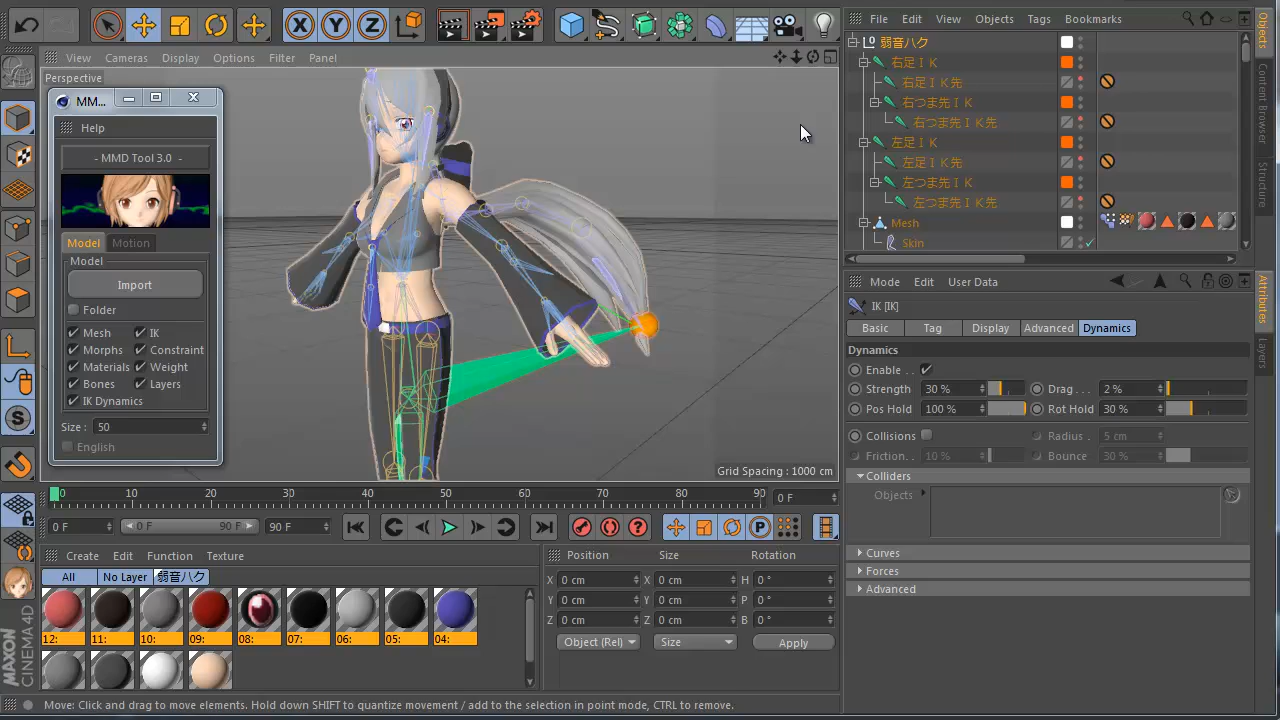 File Edit View Objects Tags Bookmarks
View Cameras Display Options Filter Panel
Perspective
MM...
Help
- MMD Tool 3.0 -
Model Motion
Model
Import
Folder
Mesh IK
Morphs Constraint
Materials Weight
Bones Layers
IK Dynamics
Size : 50
English
弱音ハク
右足ＩＫ
右足ＩＫ先
右つま先ＩＫ
右つま先ＩＫ先
左足ＩＫ
左足ＩＫ先
左つま先ＩＫ
左つま先ＩＫ先
Mesh
Skin
Objects
Content Browser
Structure
Mode Edit User Data
IK [IK]
Basic Tag Display Advanced Dynamics
Dynamics
Enable . .
Strength 30 % Drag . . . 2 %
Pos Hold 100 % Rot Hold 30 %
Collisions Radius . 5 cm
Friction . . 10 % Bounce 30 %
Colliders
Objects
Curves
Forces
Advanced
Attributes
Layers
Grid Spacing : 1000 cm
0 10 20 30 40 50 60 70 80 90 0 F
0 F 0 F 90 F 90 F
Create Edit Function Texture
All No Layer 弱音ハク
12: 11: 10: 09: 08: 07: 06: 05: 04:
Position Size Rotation
X 0 cm X 0 cm H 0 °
Y 0 cm Y 0 cm P 0 °
Z 0 cm Z 0 cm B 0 °
Object (Rel) Size Apply
MAXON
CINEMA 4D
Move: Click and drag to move elements. Hold down SHIFT to quantize movement / add to the selection in point mode, CTRL to remove.